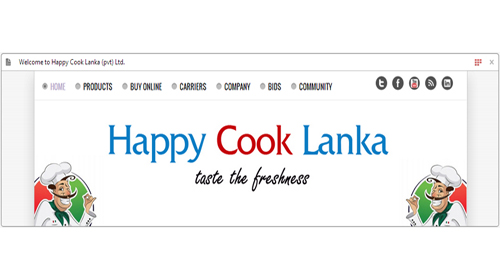 Welcome to Happy Cook Lanka (pvt) Ltd.
HOME PRODUCTS BUY ONLINE CARRIERS COMPANY BIDS COMMUNITY
Happy Cook Lanka
taste the freshness